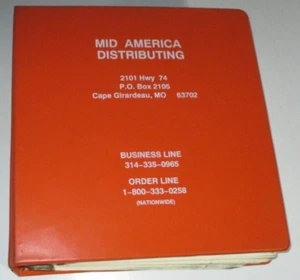 MID AMERICA
DISTRIBUTING
2101 Hwy 74
P.O. Box 2105
Cape Girardeau, MO 63702
BUSINESS LINE
314-335-0965
ORDER LINE
1-800-333-0258
(NATIONWIDE)